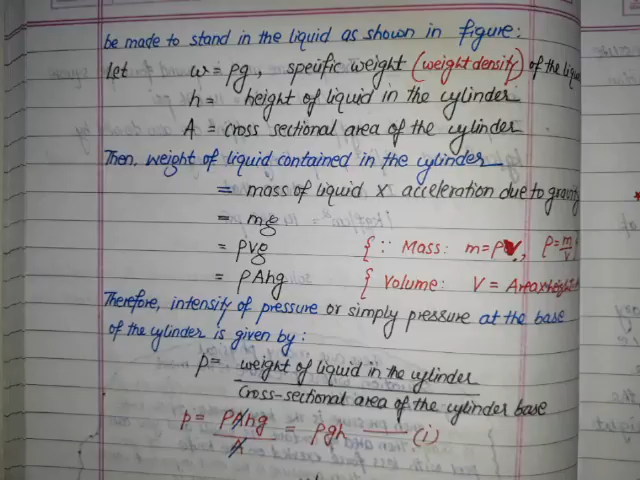 be made to stand in the liquid as shown in figure:
Let w = ρg, specific weight (weight density) of the liquid
h = height of liquid in the cylinder
A = cross sectional area of the cylinder
Then, weight of liquid contained in the cylinder
= mass of liquid × acceleration due to gravity
= mg
= ρVg { ∵ Mass: m = ρV, ρ = m/V
= ρAhg { Volume: V = Area×height
Therefore, intensity of pressure or simply pressure at the base
of the cylinder is given by:
p = weight of liquid in the cylinder
cross-sectional area of the cylinder base
p = ρAhg / A = ρgh (i)